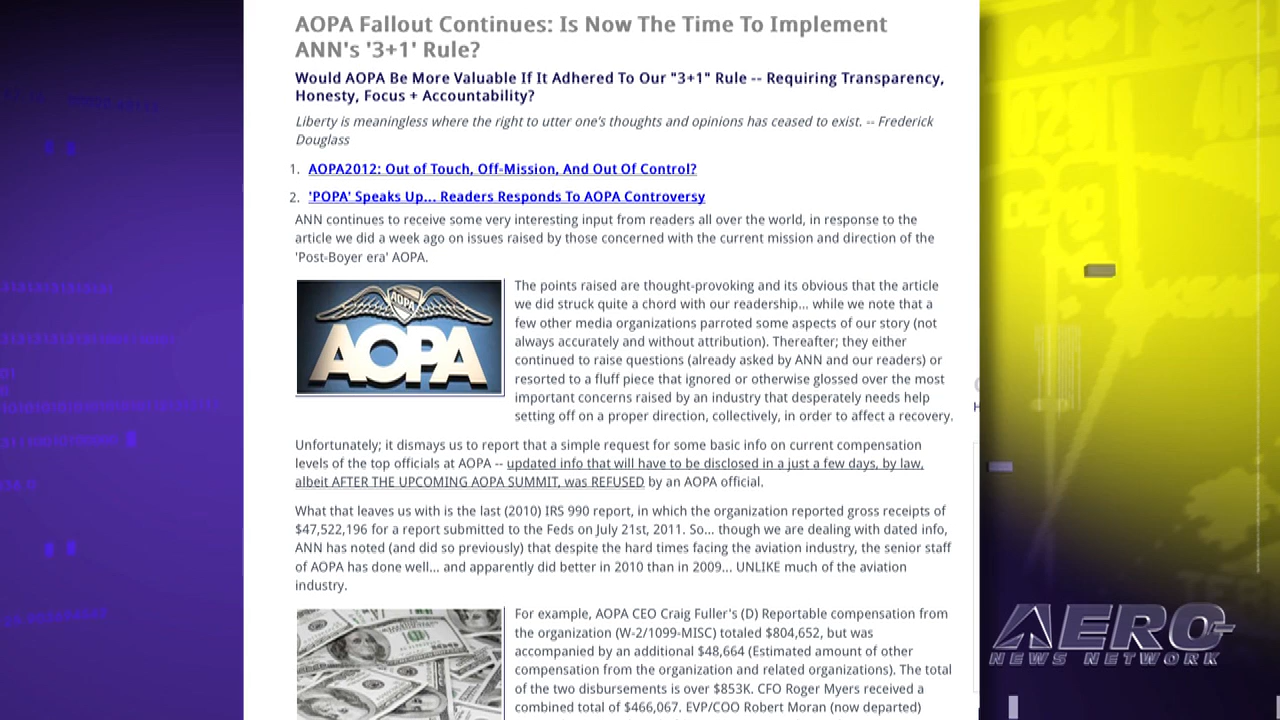 AOPA Fallout Continues: Is Now The Time To Implement
ANN's '3+1' Rule?
Would AOPA Be More Valuable If It Adhered To Our "3+1" Rule -- Requiring Transparency,
Honesty, Focus + Accountability?
Liberty is meaningless where the right to utter one's thoughts and opinions has ceased to exist. -- Frederick
Douglass
1. AOPA2012: Out of Touch, Off-Mission, And Out Of Control?
2. 'POPA' Speaks Up... Readers Responds To AOPA Controversy
ANN continues to receive some very interesting input from readers all over the world, in response to the
article we did a week ago on issues raised by those concerned with the current mission and direction of the
'Post-Boyer era' AOPA.
AOPA
AOPA
The points raised are thought-provoking and its obvious that the article
we did struck quite a chord with our readership... while we note that a
few other media organizations parroted some aspects of our story (not
always accurately and without attribution). Thereafter; they either
continued to raise questions (already asked by ANN and our readers) or
resorted to a fluff piece that ignored or otherwise glossed over the most
important concerns raised by an industry that desperately needs help
setting off on a proper direction, collectively, in order to affect a recovery.
Unfortunately; it dismays us to report that a simple request for some basic info on current compensation
levels of the top officials at AOPA -- updated info that will have to be disclosed in a just a few days, by law,
albeit AFTER THE UPCOMING AOPA SUMMIT, was REFUSED by an AOPA official.
What that leaves us with is the last (2010) IRS 990 report, in which the organization reported gross receipts of
$47,522,196 for a report submitted to the Feds on July 21st, 2011. So... though we are dealing with dated info,
ANN has noted (and did so previously) that despite the hard times facing the aviation industry, the senior staff
of AOPA has done well... and apparently did better in 2010 than in 2009... UNLIKE much of the aviation
industry.
For example, AOPA CEO Craig Fuller's (D) Reportable compensation from
the organization (W-2/1099-MISC) totaled $804,652, but was
accompanied by an additional $48,664 (Estimated amount of other
compensation from the organization and related organizations). The total
of the two disbursements is over $853K. CFO Roger Myers received a
combined total of $466,067. EVP/COO Robert Moran (now departed)
AERO-
NEWS NETWORK